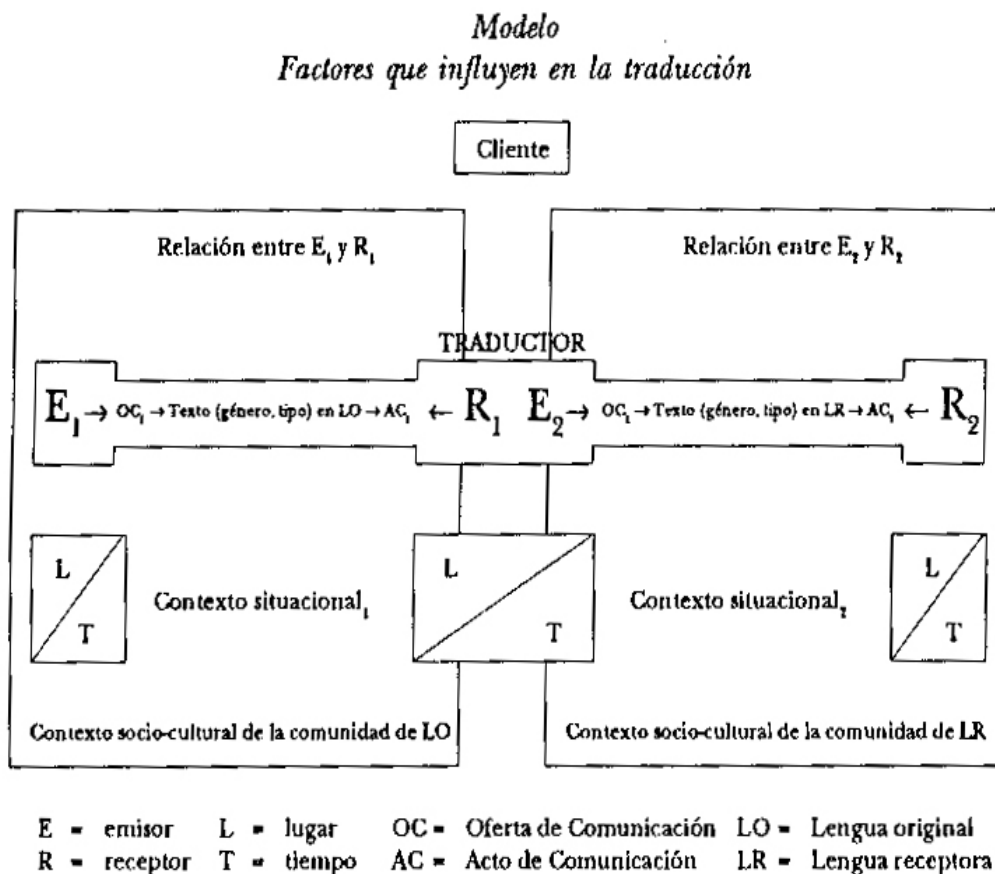 Modelo
Factores que influyen en la traducción
Cliente
Relación entre E₁ y R₁
Relación entre E₂ y R₂
TRADUCTOR
E₁ → OC₁ → Texto (género, tipo) en LO → AC₁ ← R₁ E₂ → OC₁ → Texto (género, tipo) en LR → AC₁ ← R₂
L L L
Contexto situacional₁ Contexto situacional₂
T T T
Contexto socio-cultural de la comunidad de LO
Contexto socio-cultural de la comunidad de LR
E = emisor L = lugar OC = Oferta de Comunicación LO = Lengua original
R = receptor T = tiempo AC = Acto de Comunicación LR = Lengua receptora